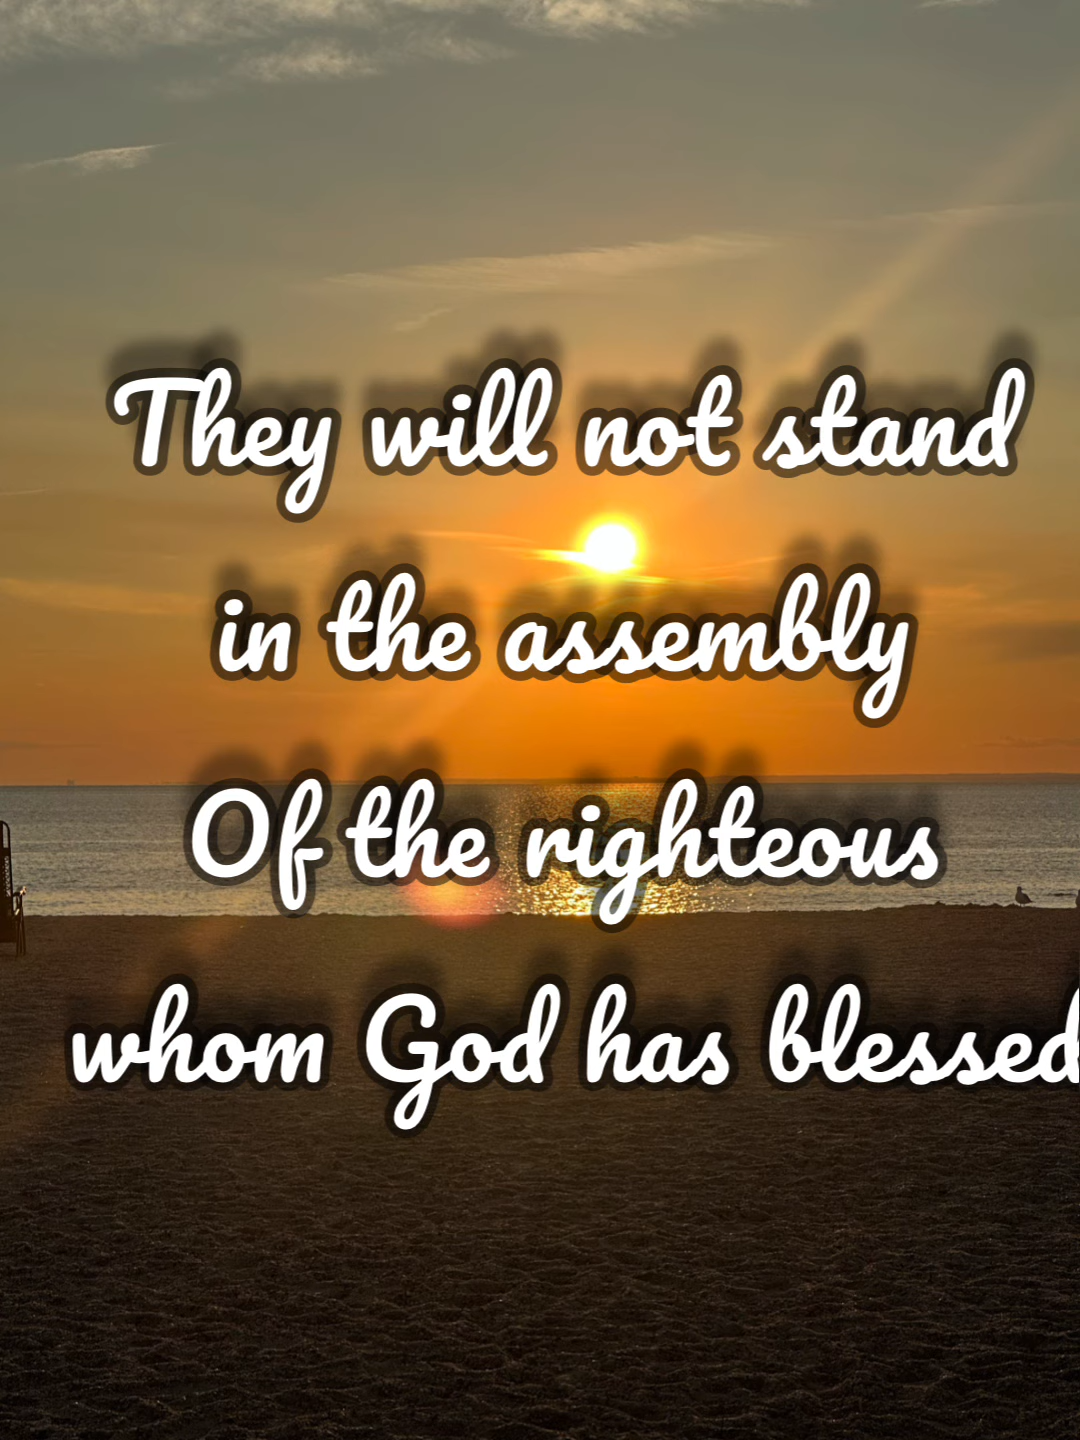 They will not stand
in the assembly
Of the righteous
whom God has blessed